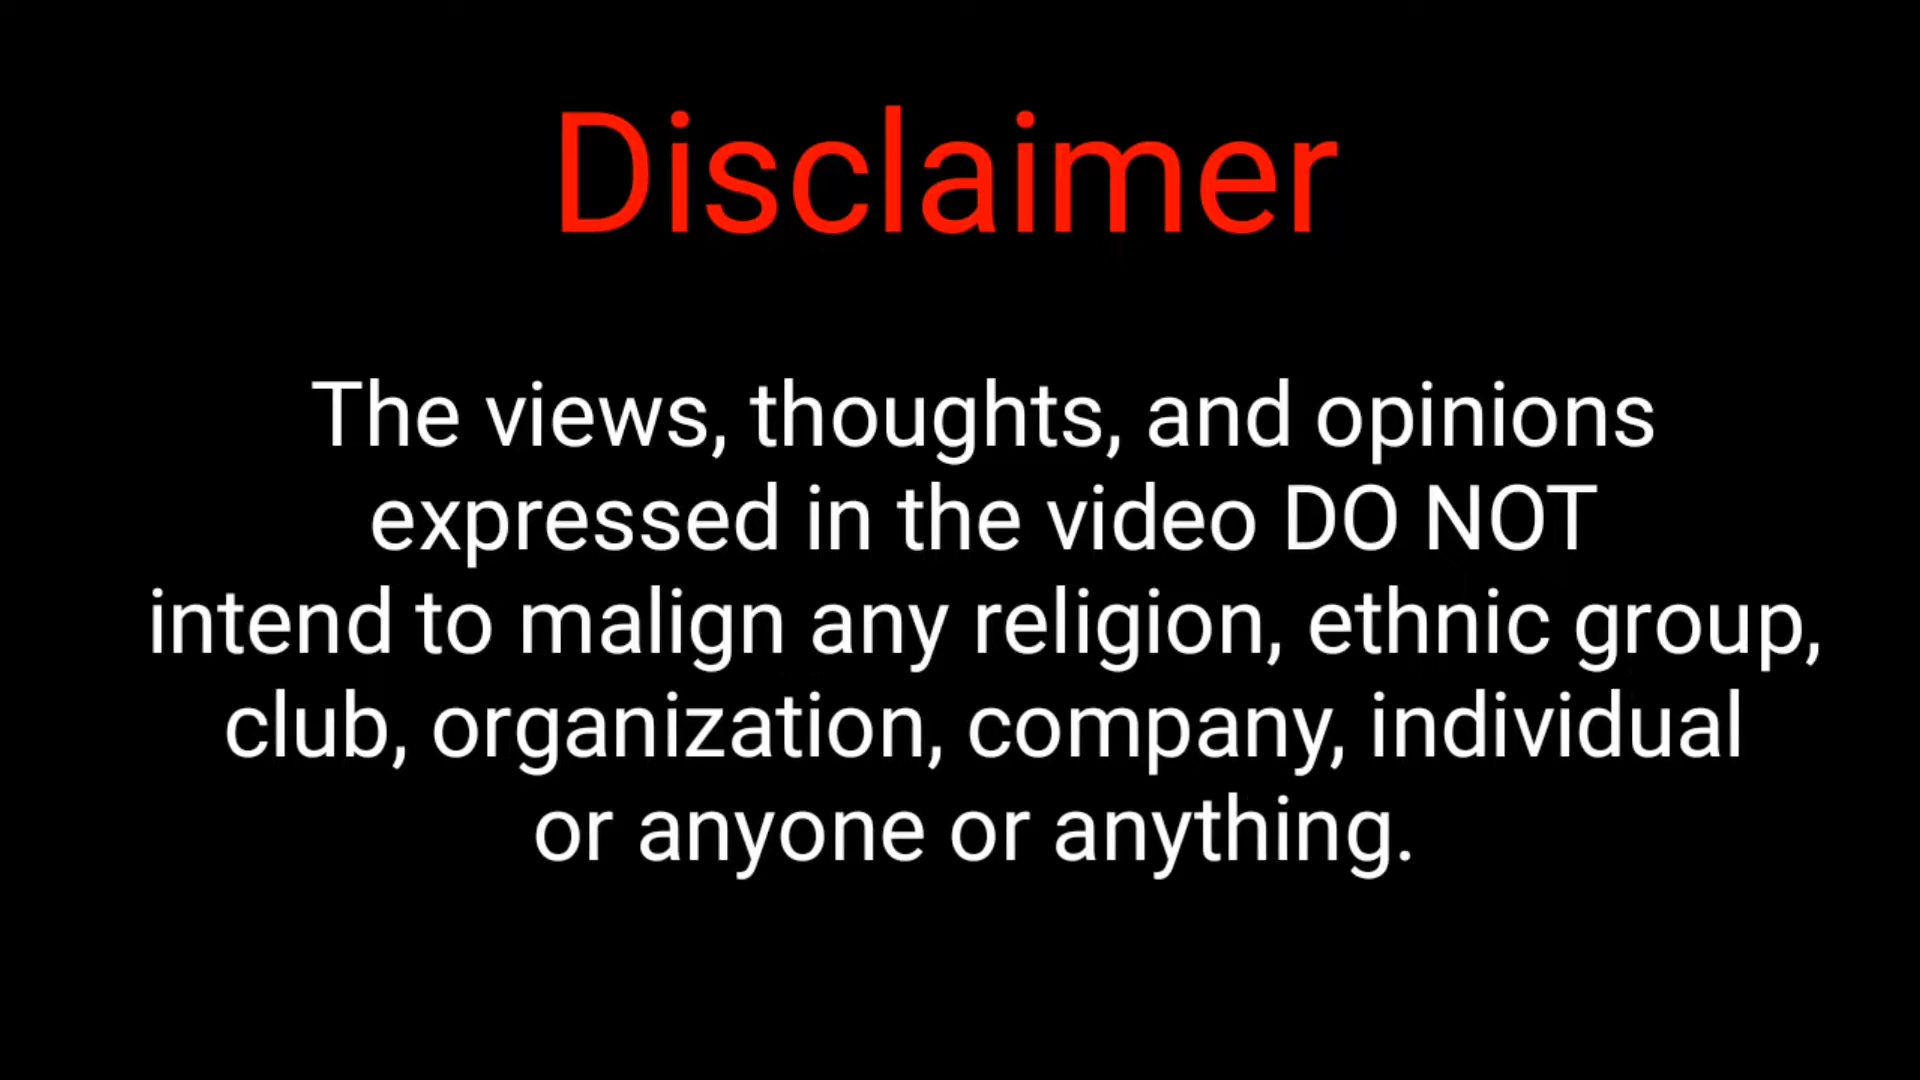 Disclaimer
The views, thoughts, and opinions
expressed in the video DO NOT
intend to malign any religion, ethnic group,
club, organization, company, individual
or anyone or anything.